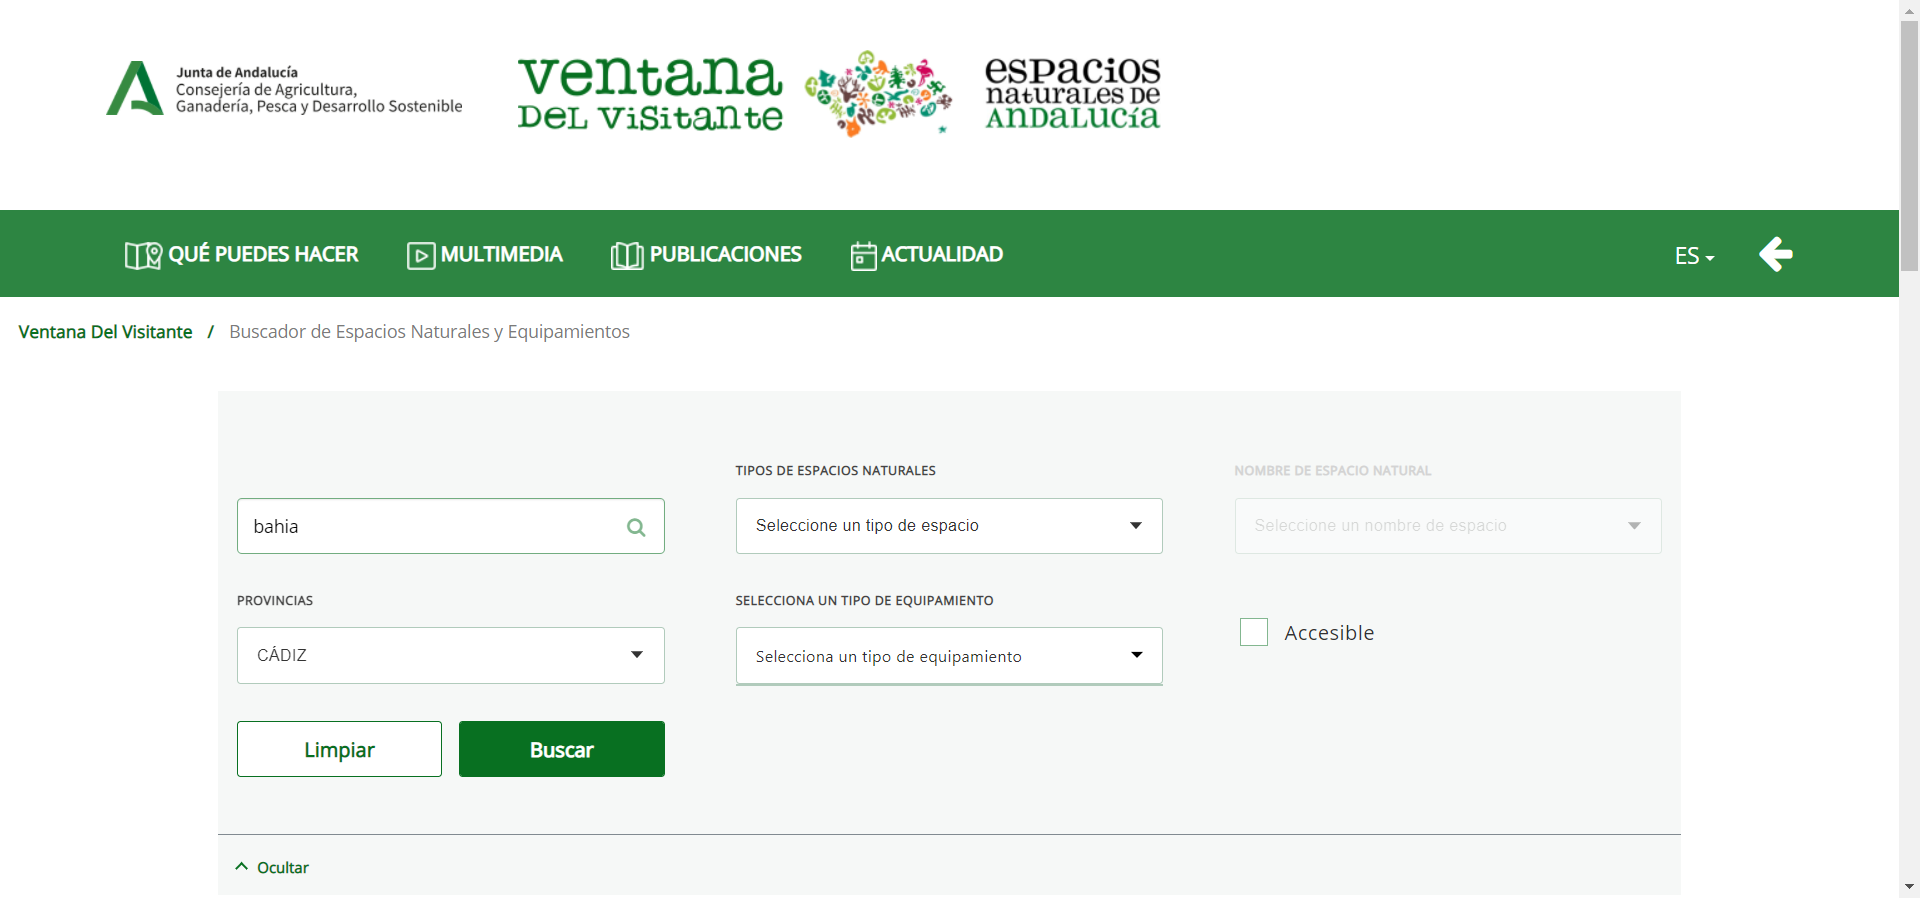 Junta de Andalucía
Consejería de Agricultura,
Ganadería, Pesca y Desarrollo Sostenible
ventana
DEL VISITANTE
ESPACIOS
NATURALES DE
ANDALUCÍA
QUÉ PUEDES HACER
MULTIMEDIA
PUBLICACIONES
ACTUALIDAD
ES
Ventana Del Visitante / Buscador de Espacios Naturales y Equipamientos
TIPOS DE ESPACIOS NATURALES
NOMBRE DE ESPACIO NATURAL
bahia
Seleccione un tipo de espacio
Seleccione un nombre de espacio
PROVINCIAS
SELECCIONA UN TIPO DE EQUIPAMIENTO
CÁDIZ
Selecciona un tipo de equipamiento
Accesible
Limpiar
Buscar
Ocultar